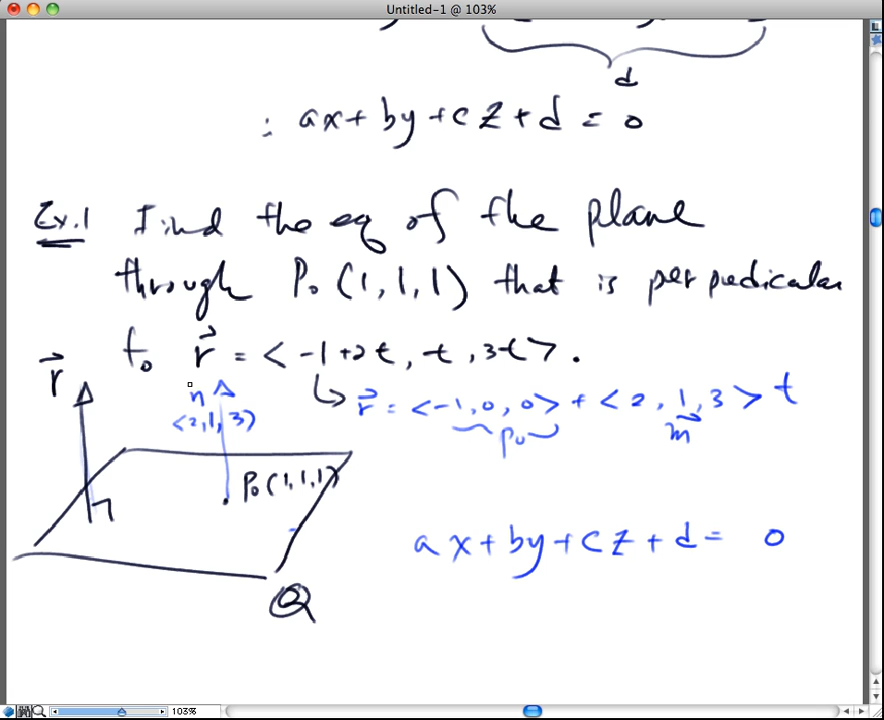 Untitled-1 @ 103%
d
: ax + by + cz + d = 0
Ex.1 Find the eq of the plane
through P₀ (1,1,1) that is perpedicular
to r⃗ = < -1+2t, t, 3t > .
r⃗ = <-1,0,0> + <2,1,3> t
P₀
m⃗
r⃗
n
<2,1,3)
P₀(1,1,1)
ax + by + cz + d = 0
Q
103%